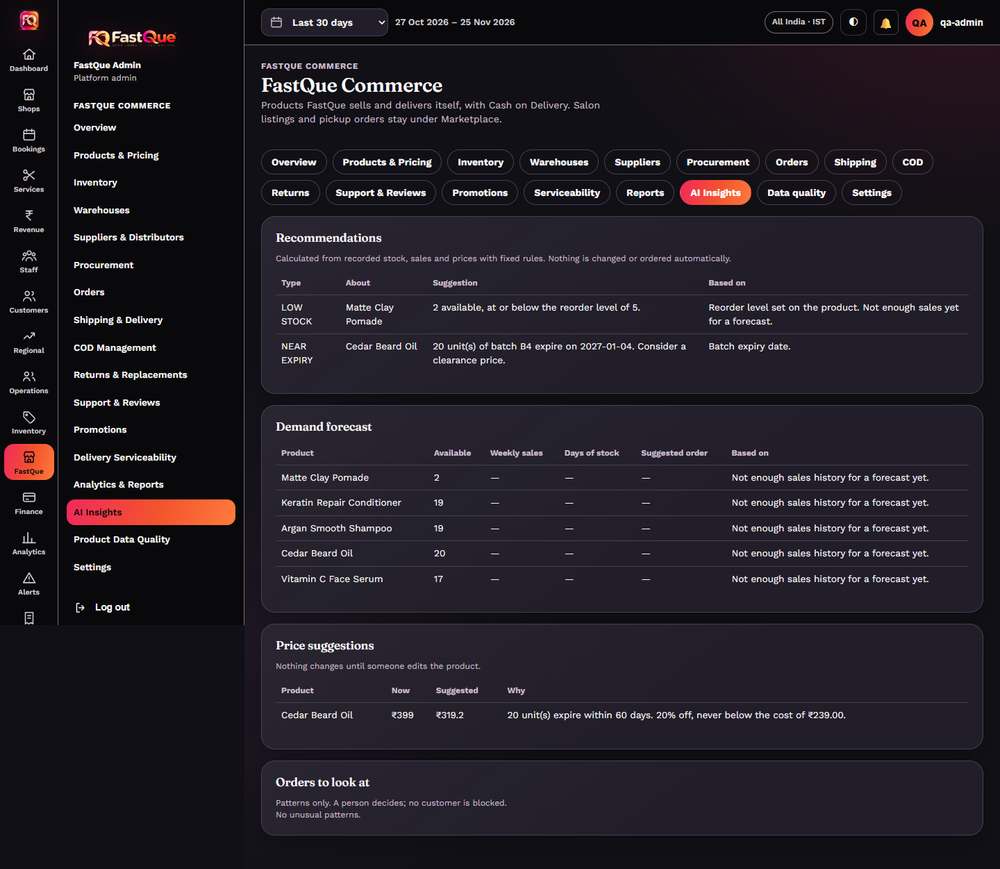 Last 30 days
27 Oct 2026 – 25 Nov 2026
All India · IST
QA
qa-admin
Dashboard
Shops
Bookings
Services
Revenue
Staff
Customers
Regional
Operations
Inventory
FastQue
Finance
Analytics
Alerts
FastQue
FastQue Admin
Platform admin
FASTQUE COMMERCE
Overview
Products & Pricing
Inventory
Warehouses
Suppliers & Distributors
Procurement
Orders
Shipping & Delivery
COD Management
Returns & Replacements
Support & Reviews
Promotions
Delivery Serviceability
Analytics & Reports
AI Insights
Product Data Quality
Settings
Log out
FASTQUE COMMERCE
FastQue Commerce
Products FastQue sells and delivers itself, with Cash on Delivery. Salon
listings and pickup orders stay under Marketplace.
Overview Products & Pricing Inventory Warehouses Suppliers Procurement Orders Shipping COD
Returns Support & Reviews Promotions Serviceability Reports AI Insights Data quality Settings
Recommendations
Calculated from recorded stock, sales and prices with fixed rules. Nothing is changed or ordered automatically.
Type About Suggestion Based on
LOW STOCK Matte Clay Pomade 2 available, at or below the reorder level of 5. Reorder level set on the product. Not enough sales yet for a forecast.
NEAR EXPIRY Cedar Beard Oil 20 unit(s) of batch B4 expire on 2027-01-04. Consider a clearance price. Batch expiry date.
Demand forecast
Product Available Weekly sales Days of stock Suggested order Based on
Matte Clay Pomade 2 — — — Not enough sales history for a forecast yet.
Keratin Repair Conditioner 19 — — — Not enough sales history for a forecast yet.
Argan Smooth Shampoo 19 — — — Not enough sales history for a forecast yet.
Cedar Beard Oil 20 — — — Not enough sales history for a forecast yet.
Vitamin C Face Serum 17 — — — Not enough sales history for a forecast yet.
Price suggestions
Nothing changes until someone edits the product.
Product Now Suggested Why
Cedar Beard Oil ₹399 ₹319.2 20 unit(s) expire within 60 days. 20% off, never below the cost of ₹239.00.
Orders to look at
Patterns only. A person decides; no customer is blocked.
No unusual patterns.